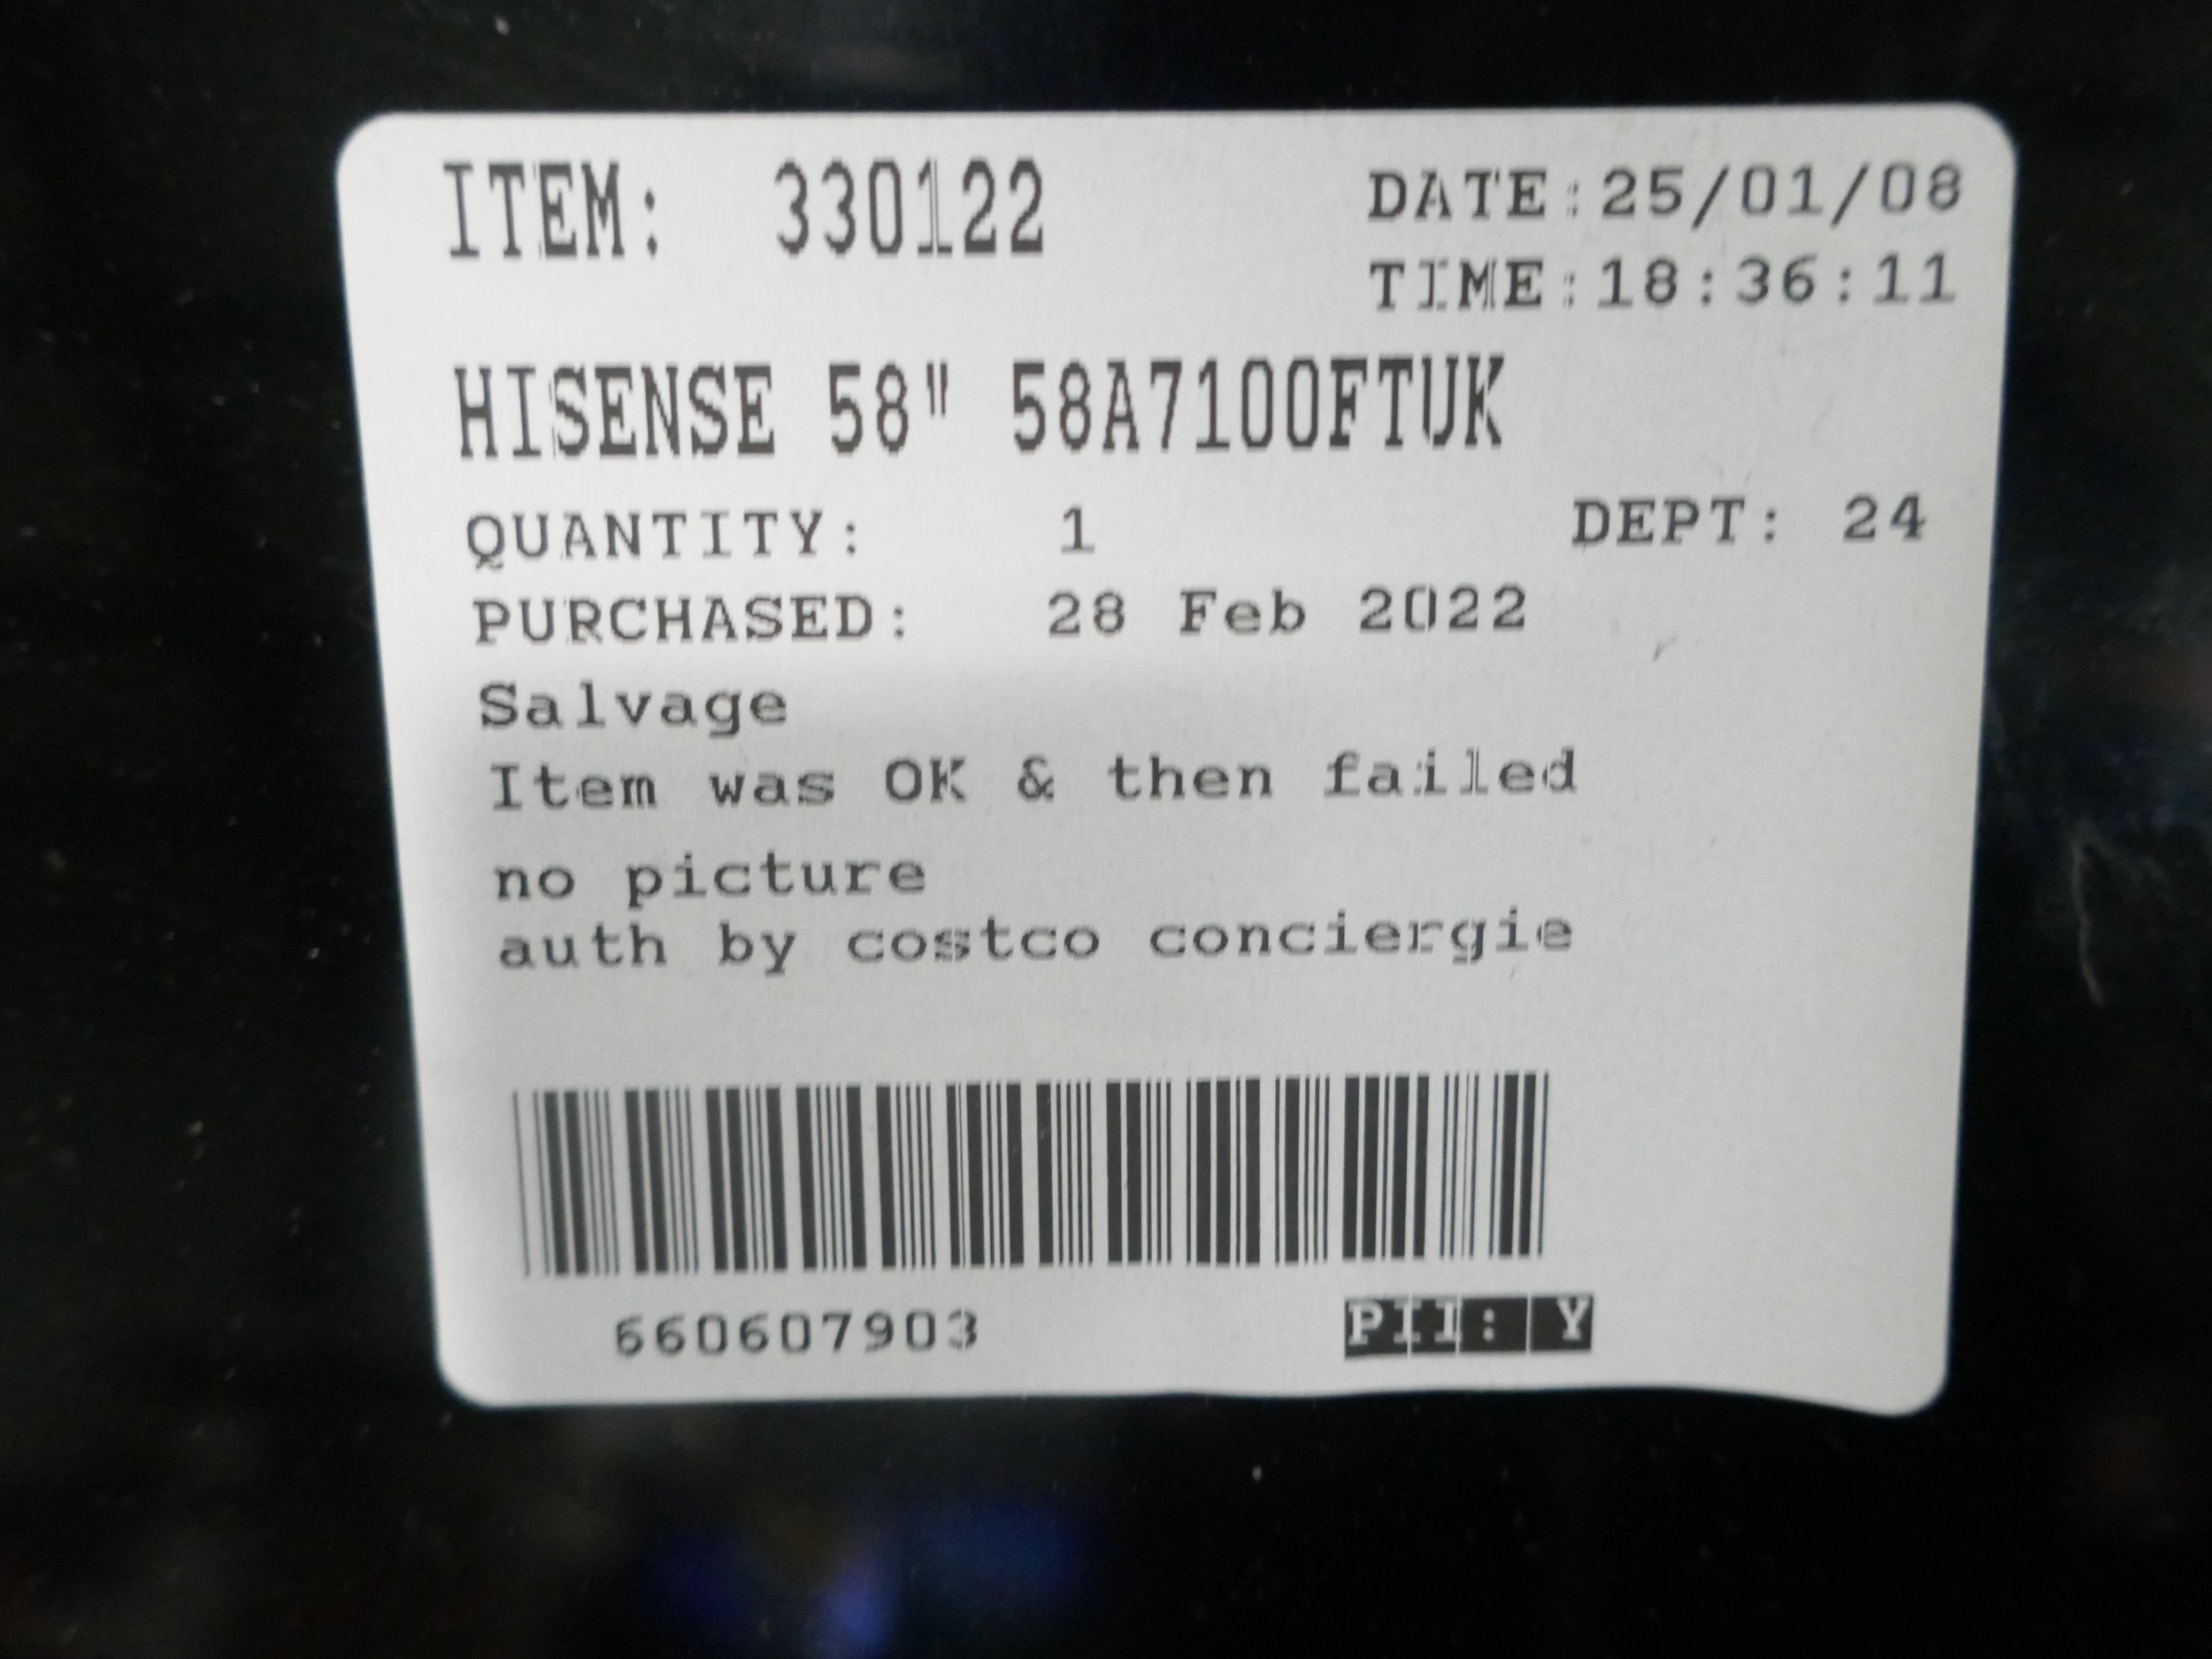 ITEM: 330122
DATE:25/01/08
TIME:18:36:11
HISENSE 58" 58A7100FTUK
QUANTITY: 1 DEPT: 24
PURCHASED: 28 Feb 2022
Salvage
Item was OK & then failed
no picture
auth by costco conciergie
660607903 PII: Y